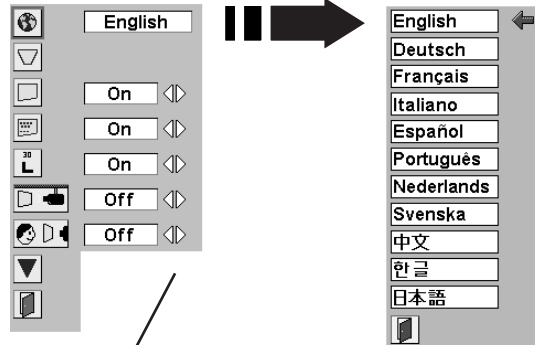 English
On
On
30
L
On
Off
Off
English
Deutsch
Français
Italiano
Español
Português
Nederlands
Svenska
中文
한글
日本語